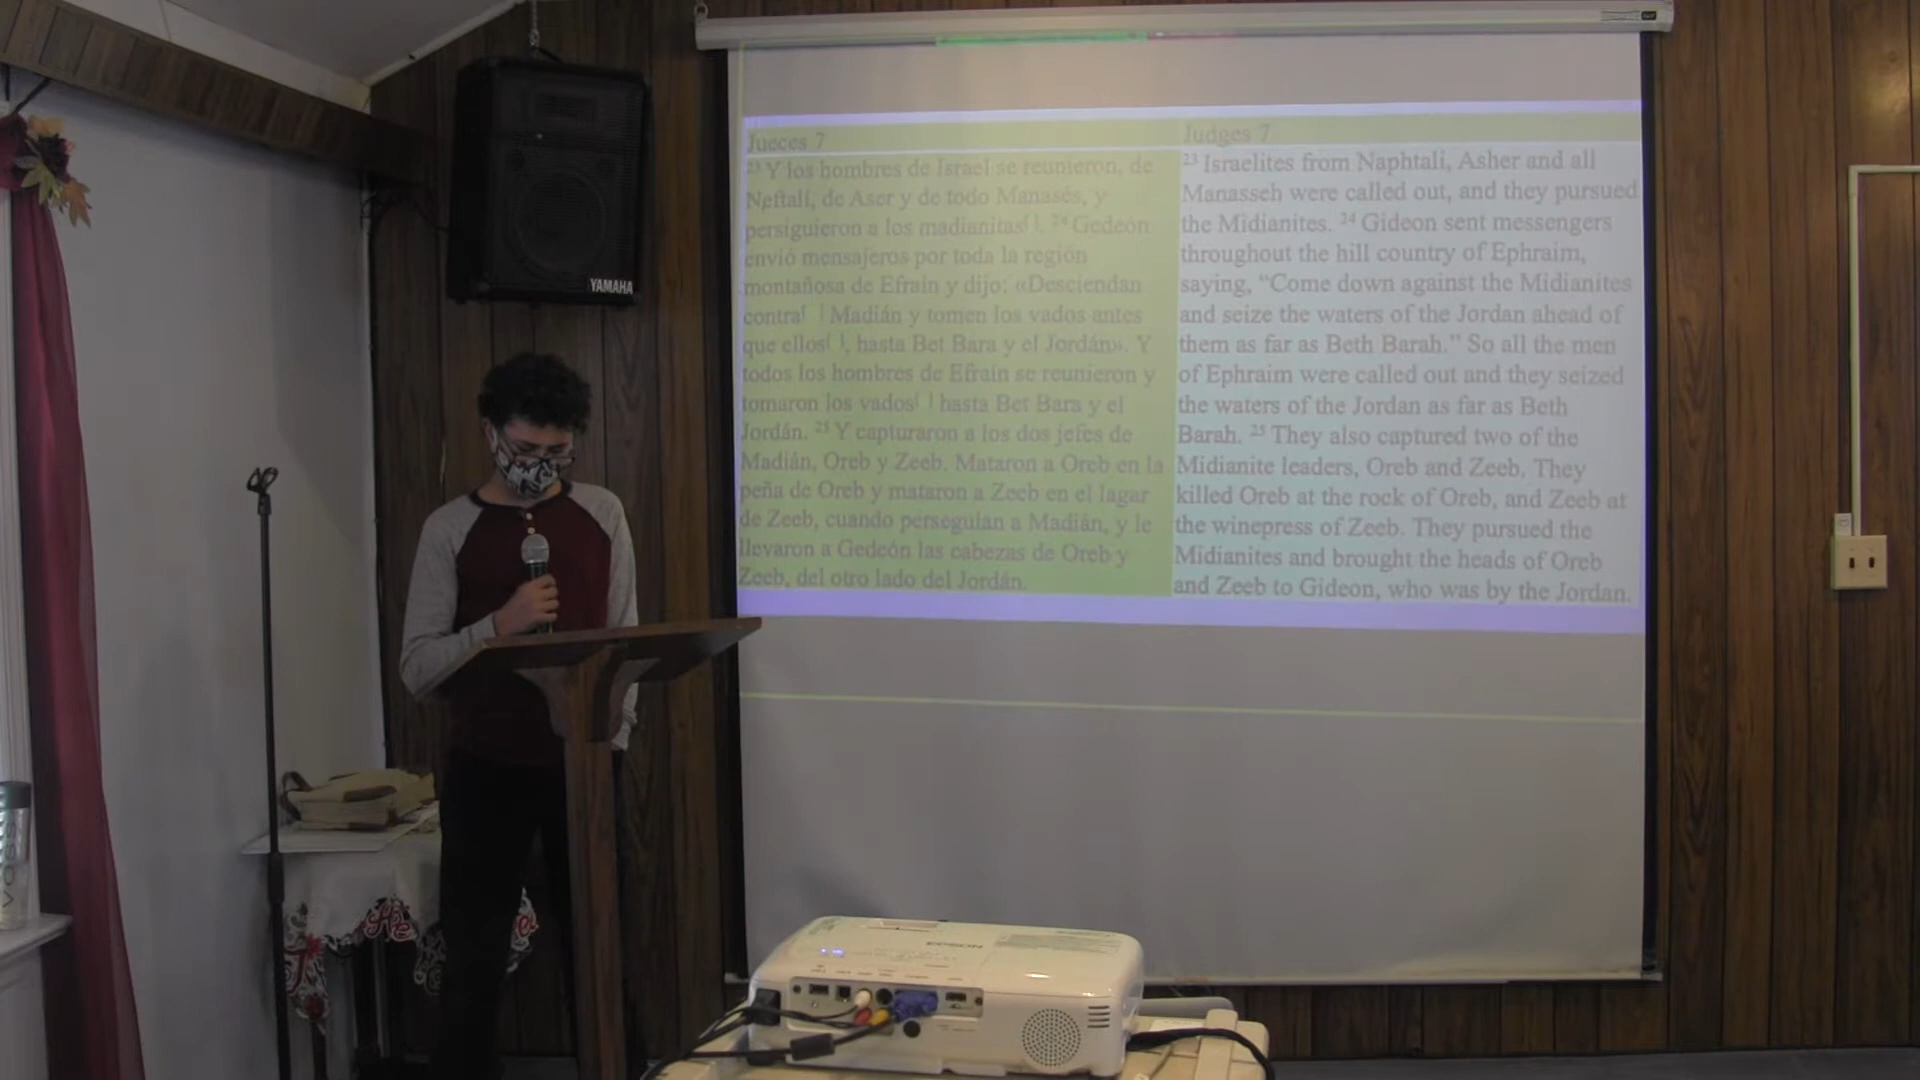 YAMAHA
Jueces 7
23 Y los hombres de Israel se reunieron, de
Neftalí, de Aser y de todo Manasés, y
persiguieron a los madianitas[ ]. 24 Gedeón
envió mensajeros por toda la región
montañosa de Efraín y dijo: «Desciendan
contra[ ] Madián y tomen los vados antes
que ellos[ ], hasta Bet Bara y el Jordán». Y
todos los hombres de Efraín se reunieron y
tomaron los vados[ ] hasta Bet Bara y el
Jordán. 25 Y capturaron a los dos jefes de
Madián, Oreb y Zeeb. Mataron a Oreb en la
peña de Oreb y mataron a Zeeb en el lagar
de Zeeb, cuando perseguían a Madián, y le
llevaron a Gedeón las cabezas de Oreb y
Zeeb, del otro lado del Jordán.
Judges 7
23 Israelites from Naphtali, Asher and all
Manasseh were called out, and they pursued
the Midianites. 24 Gideon sent messengers
throughout the hill country of Ephraim,
saying, “Come down against the Midianites
and seize the waters of the Jordan ahead of
them as far as Beth Barah.” So all the men
of Ephraim were called out and they seized
the waters of the Jordan as far as Beth
Barah. 25 They also captured two of the
Midianite leaders, Oreb and Zeeb. They
killed Oreb at the rock of Oreb, and Zeeb at
the winepress of Zeeb. They pursued the
Midianites and brought the heads of Oreb
and Zeeb to Gideon, who was by the Jordan.
EPSON